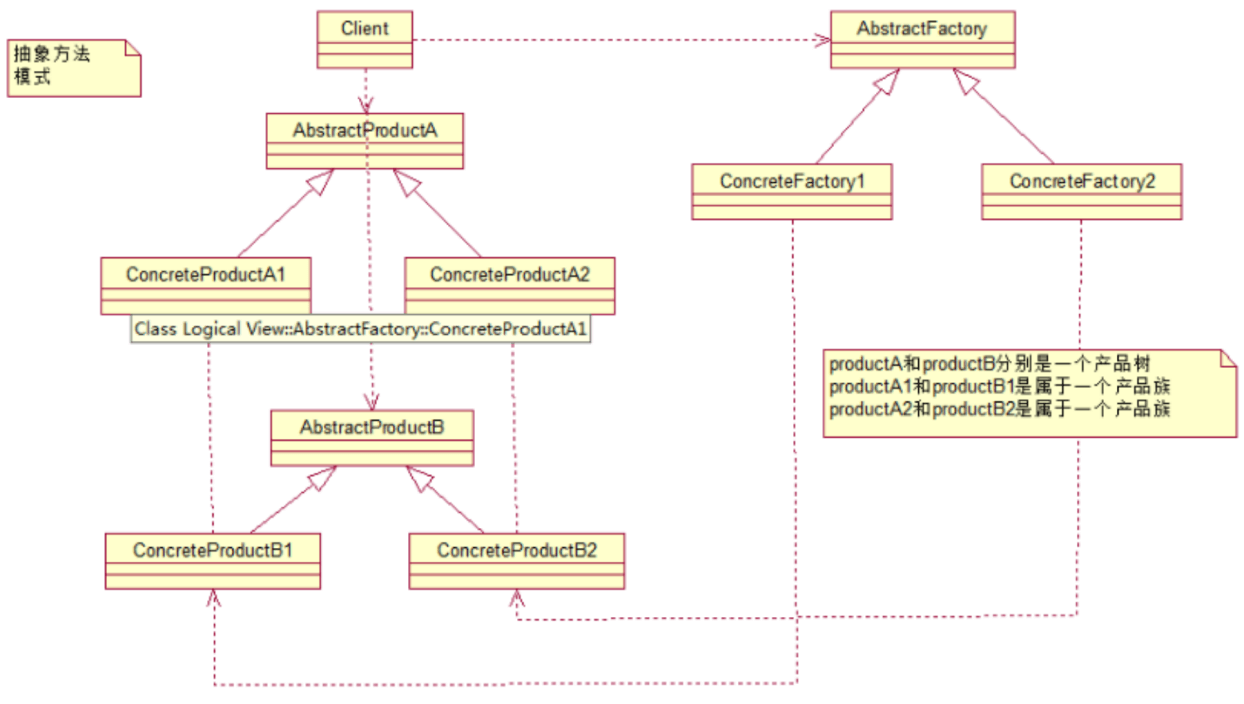 Client
AbstractFactory
抽象方法
模式
AbstractProductA
ConcreteFactory1
ConcreteFactory2
ConcreteProductA1
ConcreteProductA2
Class Logical View::AbstractFactory::ConcreteProductA1
productA和productB分别是一个产品树
productA1和productB1是属于一个产品族
productA2和productB2是属于一个产品族
AbstractProductB
ConcreteProductB1
ConcreteProductB2